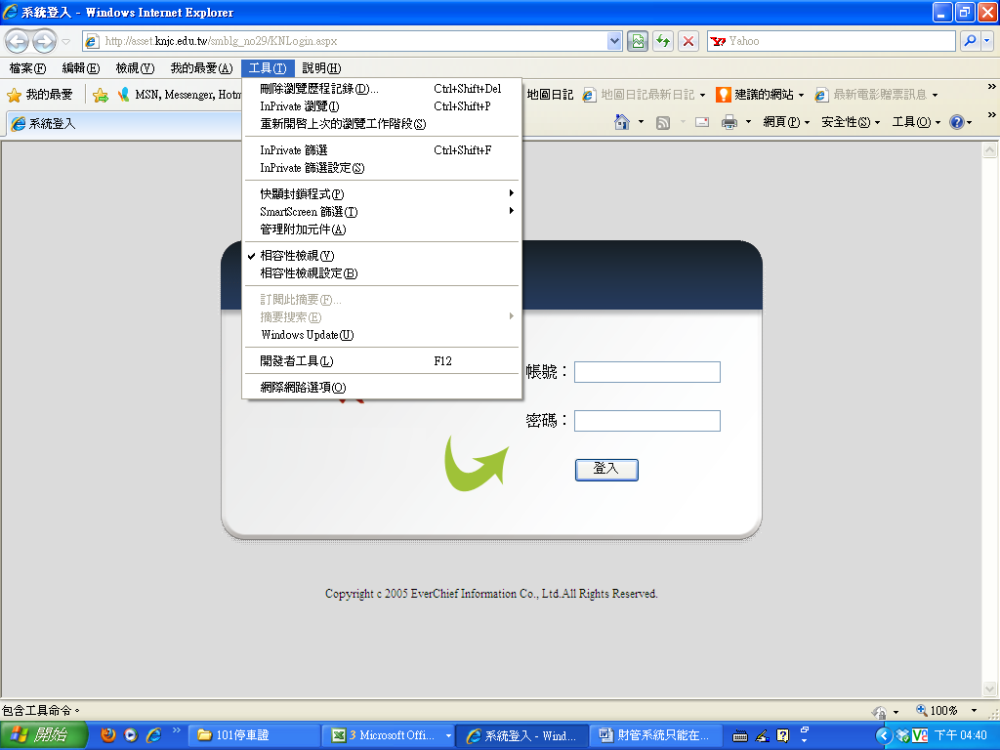 系統登入 - Windows Internet Explorer
http://asset.knjc.edu.tw/smblg_no29/KNLogin.aspx
Yahoo
檔案(F) 編輯(E) 檢視(V) 我的最愛(A) 工具(T) 說明(H)
我的最愛 MSN, Messenger, Hotm 地圖日記 地圖日記最新日記 建議的網站 最新電影贈票訊息
系統登入 網頁(P) 安全性(S) 工具(O)
刪除瀏覽歷程記錄(D)... Ctrl+Shift+Del
InPrivate 瀏覽(I) Ctrl+Shift+P
重新開啟上次的瀏覽工作階段(S)
InPrivate 篩選 Ctrl+Shift+F
InPrivate 篩選設定(S)
快顯封鎖程式(P)
SmartScreen 篩選(T)
管理附加元件(A)
相容性檢視(V)
相容性檢視設定(B)
訂閱此摘要(F)...
摘要搜索(E)
Windows Update(U)
開發者工具(L) F12
網際網路選項(O)
帳號：
密碼：
登入
Copyright c 2005 EverChief Information Co., Ltd.All Rights Reserved.
包含工具命令。 100%
開始 101停車證 3 Microsoft Offi... 系統登入 - Wind... 財管系統只能在... 下午 04:40